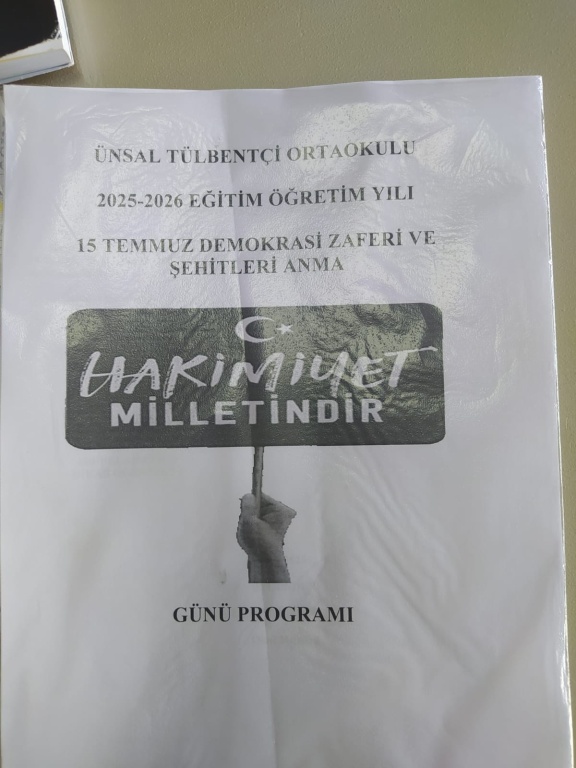 ÜNSAL TÜLBENTÇİ ORTAOKULU
2025-2026 EĞİTİM ÖĞRETİM YILI
15 TEMMUZ DEMOKRASİ ZAFERİ VE
ŞEHİTLERİ ANMA
HAKİMİYET
MİLLETİNDİR
GÜNÜ PROGRAMI